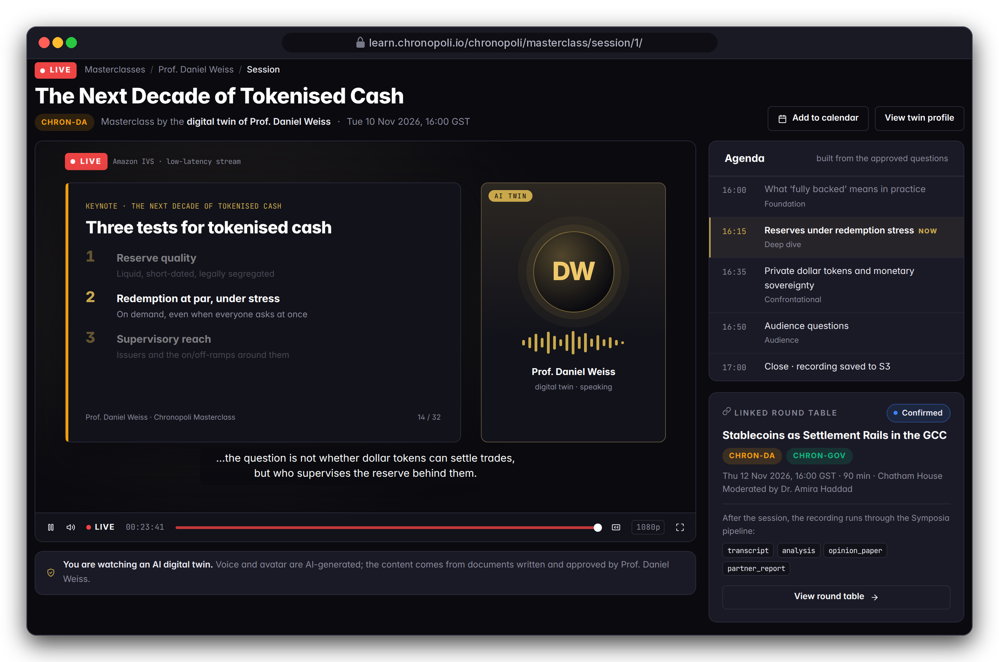 learn.chronopoli.io/chronopoli/masterclass/session/1/
LIVE Masterclasses / Prof. Daniel Weiss / Session
The Next Decade of Tokenised Cash
CHRON-DA Masterclass by the digital twin of Prof. Daniel Weiss · Tue 10 Nov 2026, 16:00 GST
Add to calendar
View twin profile
LIVE Amazon IVS · low-latency stream
KEYNOTE · THE NEXT DECADE OF TOKENISED CASH
Three tests for tokenised cash
1 Reserve quality
Liquid, short-dated, legally segregated
2 Redemption at par, under stress
On demand, even when everyone asks at once
3 Supervisory reach
Issuers and the on/off-ramps around them
Prof. Daniel Weiss · Chronopoli Masterclass 14 / 32
AI TWIN
DW
Prof. Daniel Weiss
digital twin · speaking
...the question is not whether dollar tokens can settle trades,
but who supervises the reserve behind them.
LIVE 00:23:41 CC 1080p
You are watching an AI digital twin. Voice and avatar are AI-generated; the content comes from documents written and approved by Prof. Daniel
Weiss.
Agenda built from the approved questions
16:00 What ‘fully backed’ means in practice
Foundation
16:15 Reserves under redemption stress NOW
Deep dive
16:35 Private dollar tokens and monetary
sovereignty
Confrontational
16:50 Audience questions
Audience
17:00 Close · recording saved to S3
LINKED ROUND TABLE Confirmed
Stablecoins as Settlement Rails in the GCC
CHRON-DA CHRON-GOV
Thu 12 Nov 2026, 16:00 GST · 90 min · Chatham House
Moderated by Dr. Amira Haddad
After the session, the recording runs through the Symposia
pipeline:
transcript analysis opinion_paper
partner_report
View round table →